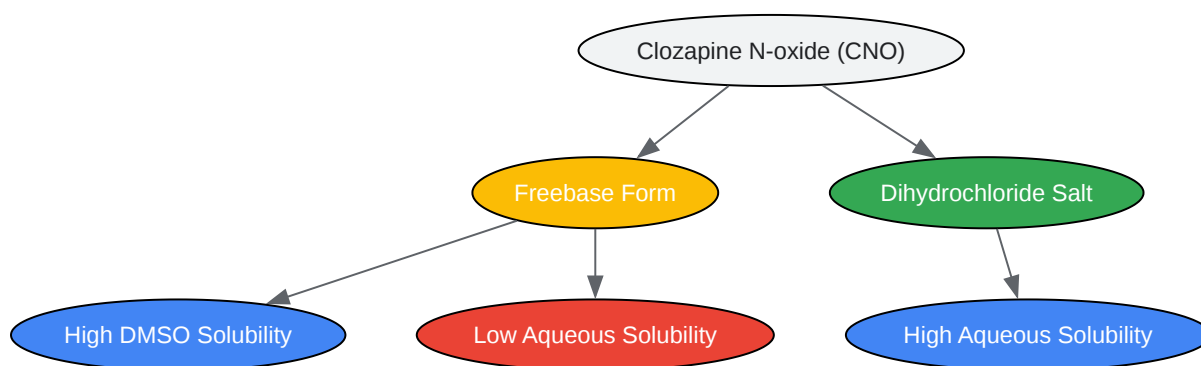 Clozapine N-oxide (CNO)
Freebase Form
Dihydrochloride Salt
High DMSO Solubility
Low Aqueous Solubility
High Aqueous Solubility